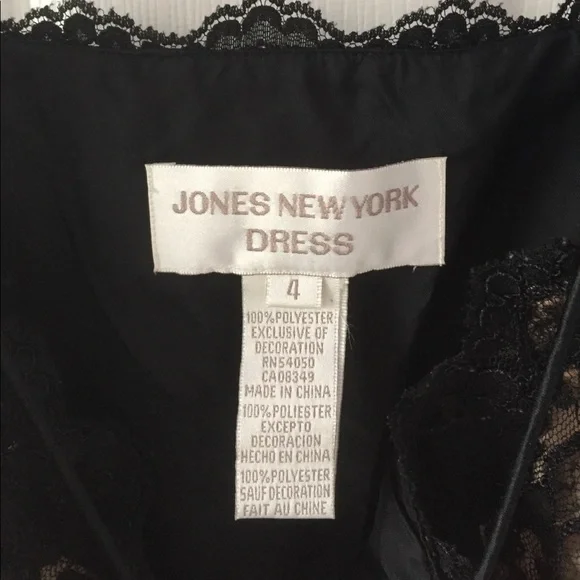 JONES NEW YORK
DRESS
4
100%POLYESTER
EXCLUSIVE OF
DECORATION
RN54050
CA08349
MADE IN CHINA
100%POLIESTER
EXCEPTO
DECORACION
HECHO EN CHINA
100%POLYESTER
SAUF DECORATION
FAIT AU CHINE